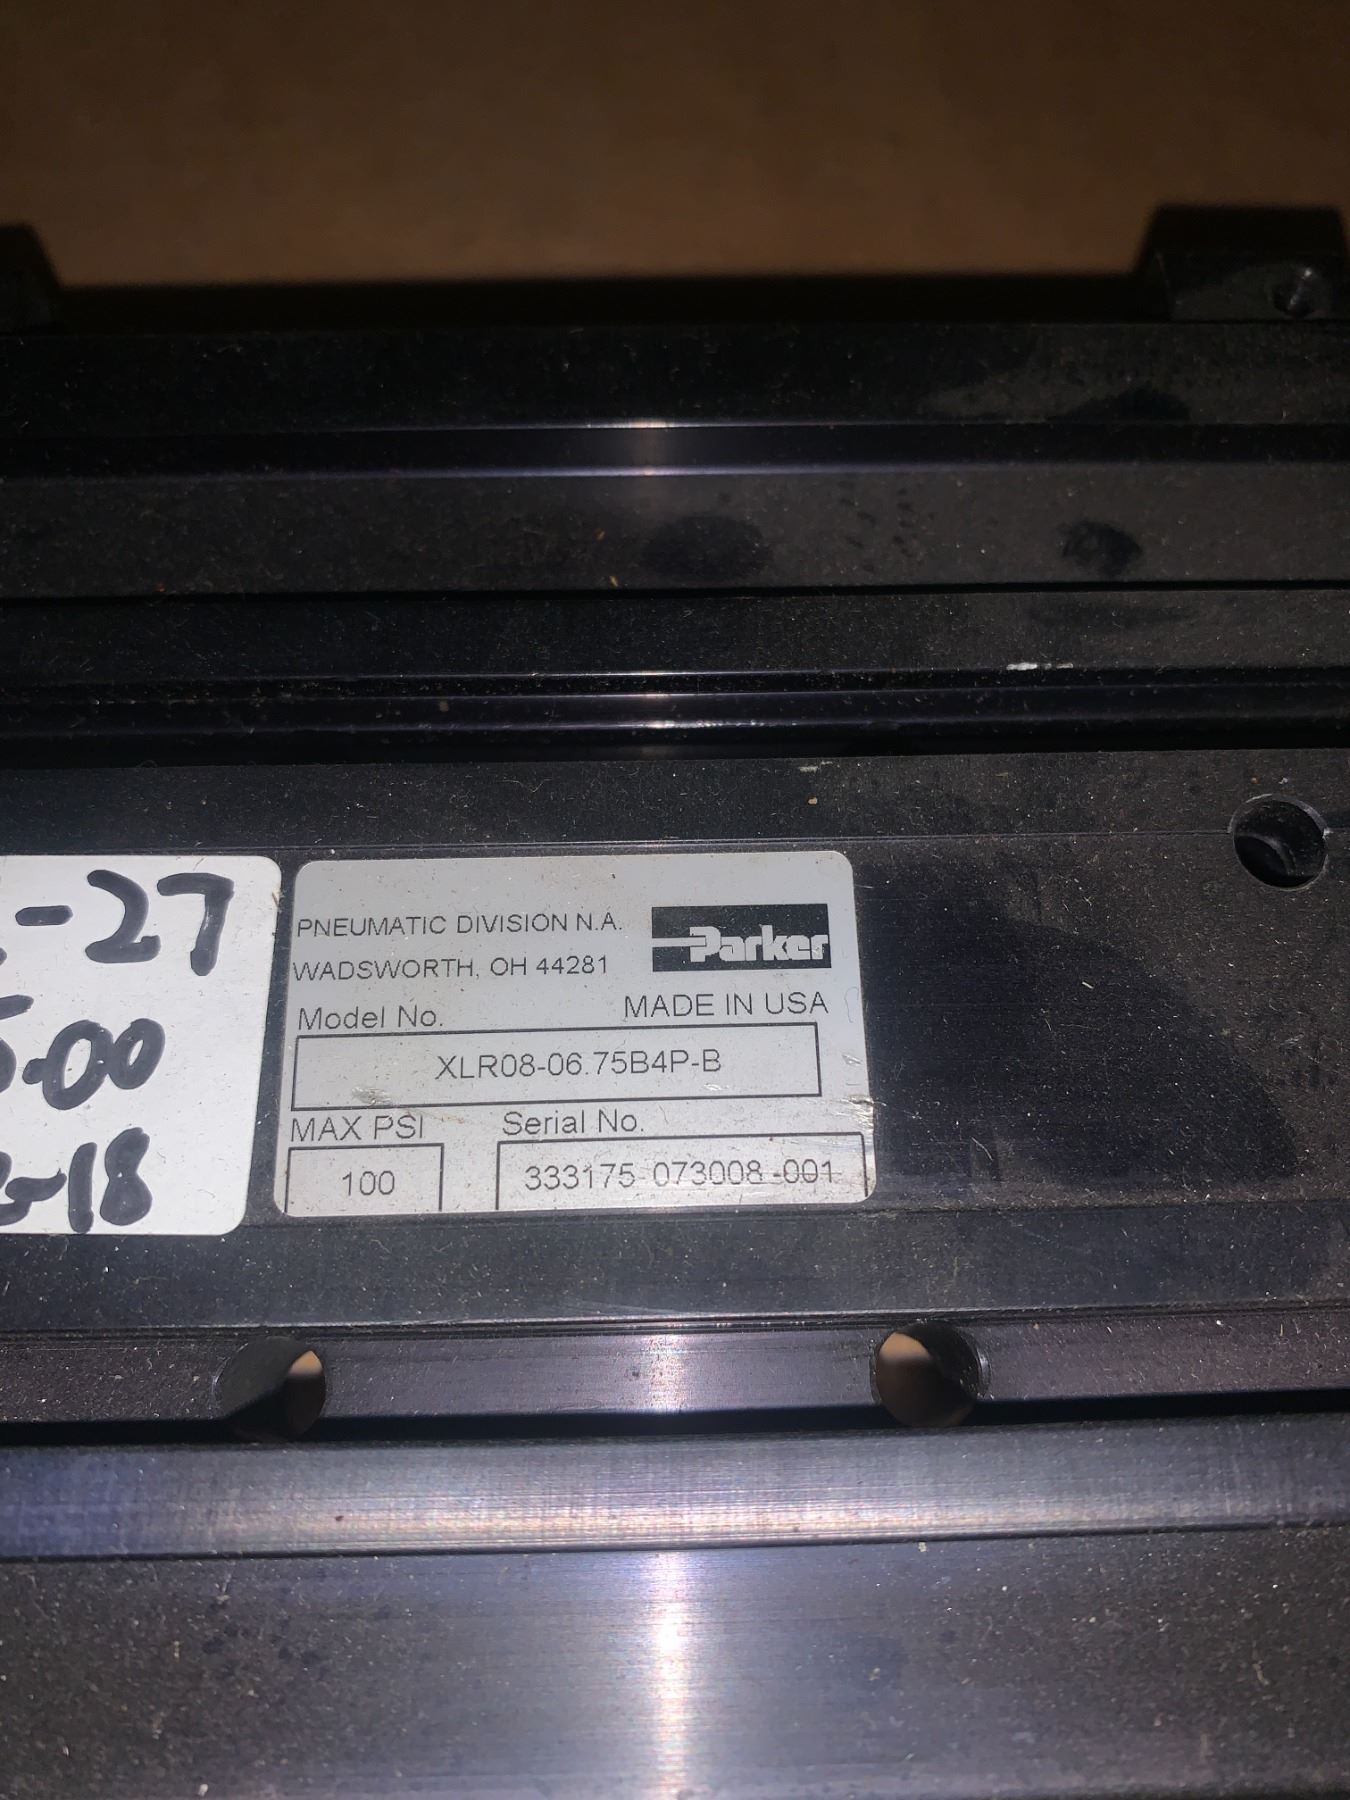 -27
.00
-18
PNEUMATIC DIVISION N.A.
WADSWORTH, OH 44281
Parker
Model No.
MADE IN USA
XLR08-06.75B4P-B
MAX PSI
Serial No.
100
333175-073008-001